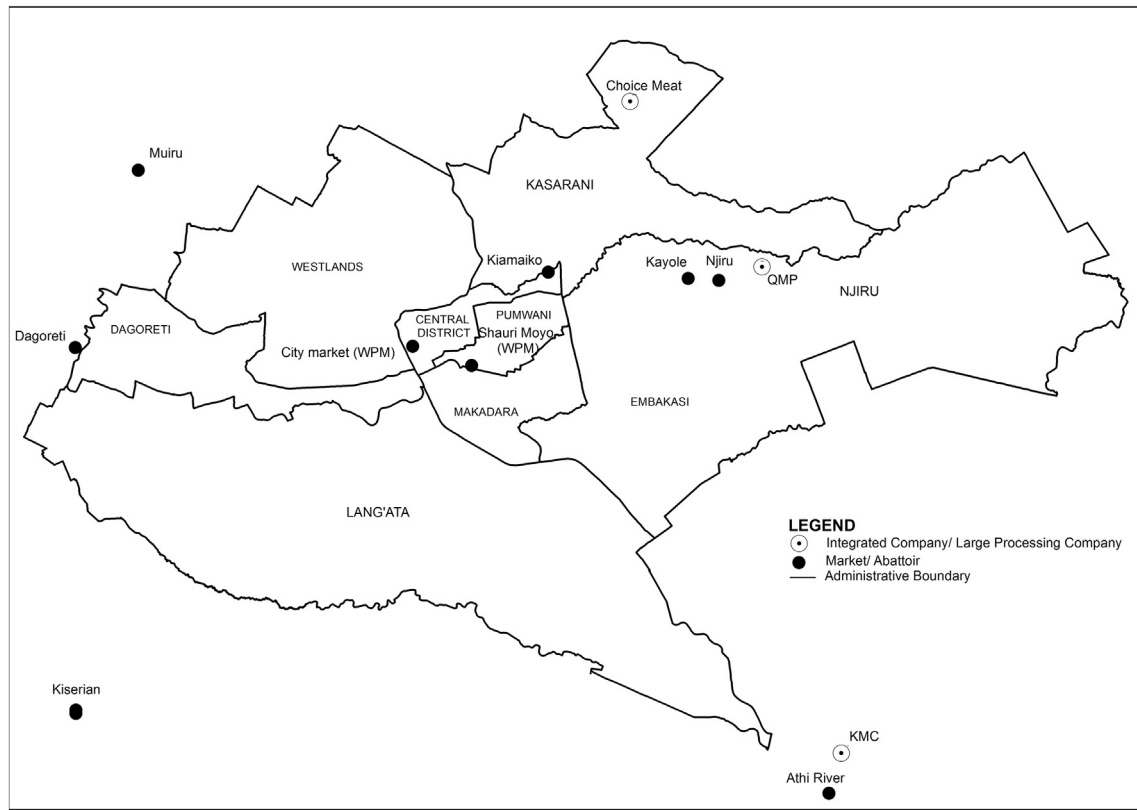 Choice Meat
Muiru
KASARANI
WESTLANDS
Kiamaiko
Kayole
Njiru
QMP
NJIRU
DAGORETI
Dagoreti
CENTRAL
DISTRICT
PUMWANI
Shauri Moyo
(WPM)
City market (WPM)
MAKADARA
EMBAKASI
LANG'ATA
LEGEND
Integrated Company/ Large Processing Company
Market/ Abattoir
Administrative Boundary
Kiserian
KMC
Athi River